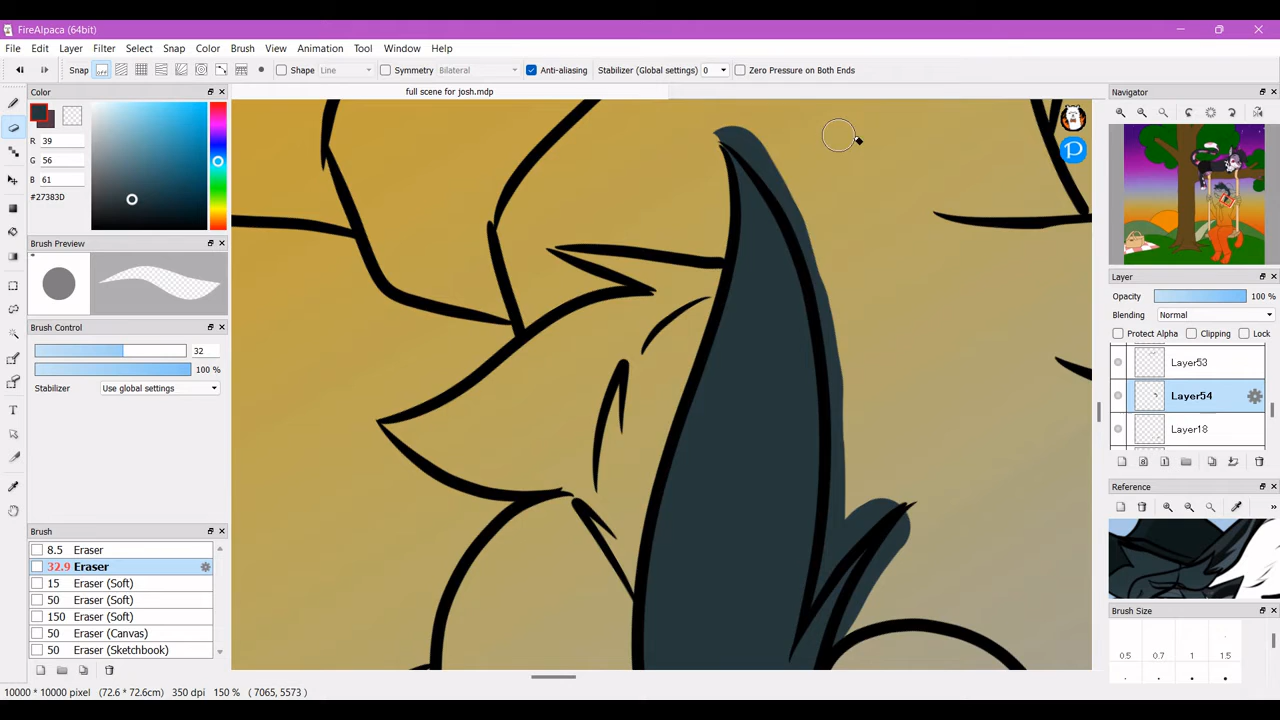 FireAlpaca (64bit)
File Edit Layer Filter Select Snap Color Brush View Animation Tool Window Help
Snap off Shape Line Symmetry Bilateral Anti-aliasing Stabilizer (Global settings) 0 Zero Pressure on Both Ends
Color
full scene for josh.mdp
Navigator
R 39
G 56
B 61
#27383D
Brush Preview
Brush Control
32
100 %
Stabilizer Use global settings
Brush
8.5 Eraser
32.9 Eraser
15 Eraser (Soft)
50 Eraser (Soft)
150 Eraser (Soft)
50 Eraser (Canvas)
50 Eraser (Sketchbook)
Layer
Opacity 100 %
Blending Normal
Protect Alpha Clipping Lock
Layer53
Layer54
Layer18
Reference
Brush Size
0.5 0.7 1 1.5
10000 * 10000 pixel (72.6 * 72.6cm) 350 dpi 150 % ( 7065, 5573 )